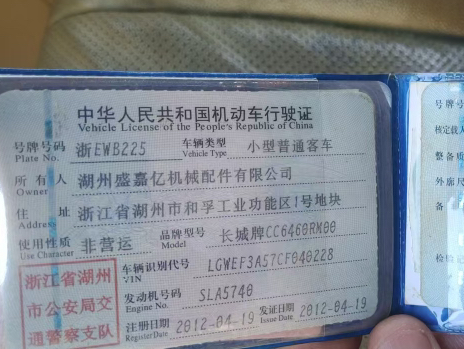 中华人民共和国机动车行驶证
Vehicle License of the People's Republic of China
号牌号码 浙EWB225 车辆类型 小型普通客车
Plate No. Vehicle Type
所有人 湖州盛嘉亿机械配件有限公司
Owner
住址 浙江省湖州市和孚工业功能区1号地块
Address
使用性质 非营运 品牌型号 长城牌CC6460RM00
Use Character Model
浙江省湖州
市公安局交
通警察支队
车辆识别代号 LGWEF3A57CF040228
VIN
发动机号码 SLA5740
Engine No.
注册日期 2012-04-19 发证日期 2012-04-19
Register Date Issue Date
号牌号
核定载
整备质
外廓尺
备